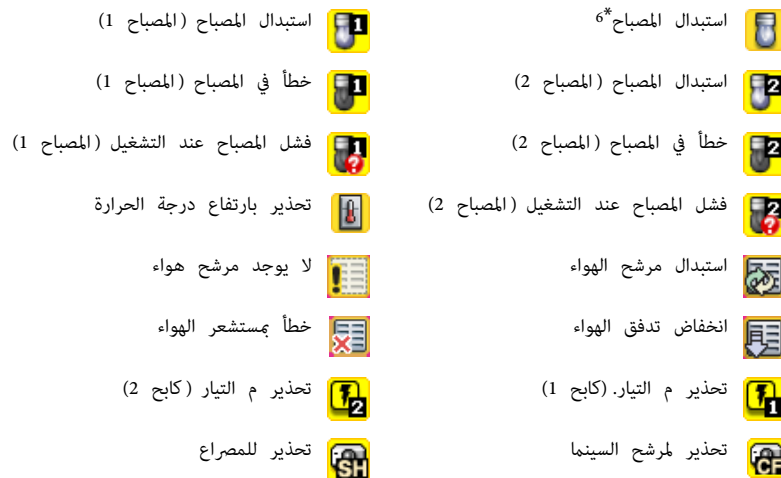 استبدال المصباح*6
استبدال المصباح (المصباح 1)
استبدال المصباح (المصباح 2)
خطأ في المصباح (المصباح 1)
خطأ في المصباح (المصباح 2)
فشل المصباح عند التشغيل (المصباح 1)
فشل المصباح عند التشغيل (المصباح 2)
تحذير بارتفاع درجة الحرارة
استبدال مرشح الهواء
لا يوجد مرشح هواء
انخفاض تدفق الهواء
خطأ بمستشعر الهواء
تحذير م التيار. (كابح 1)
تحذير م التيار (كابح 2)
تحذير لمرشح السينما
تحذير للمصراع